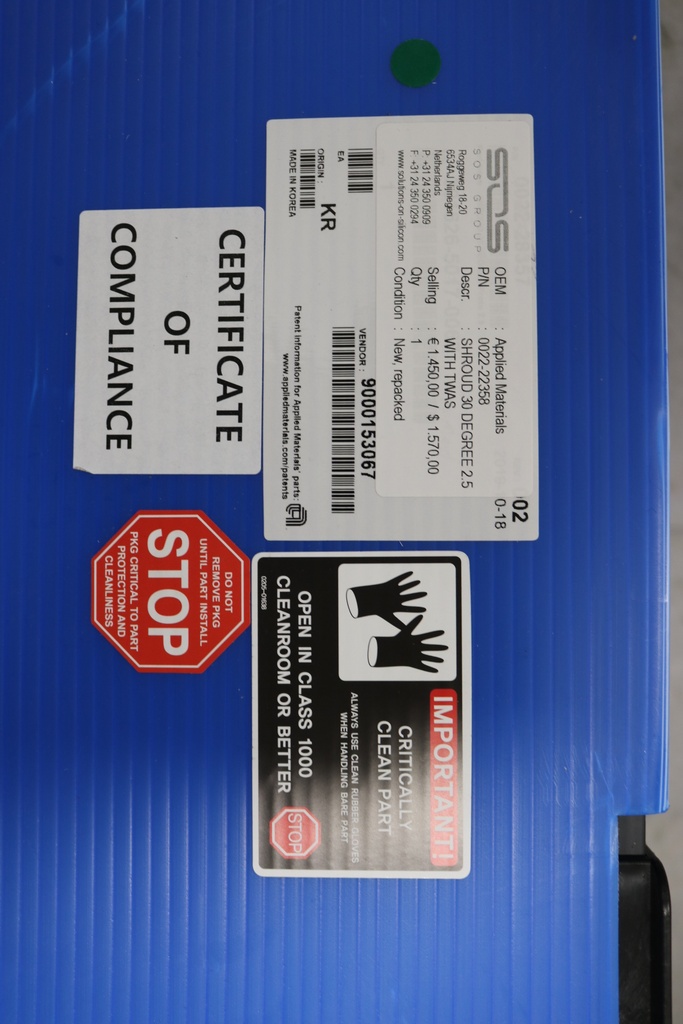 SOS
SOS GROUP
Roggeweg 18-20
6534AJ Nijmegen
Netherlands
P. +31 24 350 0909
F. +31 24 350 0294
www.solutions-on-silicon.com
OEM : Applied Materials
P/N : 0022-22358
Descr. : SHROUD 30 DEGREE 2.5
WITH TWAS
Selling : € 1.450,00 / $ 1.570,00
Qty : 1
Condition : New, repacked
02
0-18
EA
ORIGIN :
KR
MADE IN KOREA
VENDOR : 9000153067
Patent Information for Applied Materials' parts:
www.appliedmaterials.com/patents
CERTIFICATE
OF
COMPLIANCE
IMPORTANT!
CRITICALLY
CLEAN PART
ALWAYS USE CLEAN RUBBER GLOVES
WHEN HANDLING BARE PART
OPEN IN CLASS 1000
CLEANROOM OR BETTER
STOP
DO NOT
REMOVE PKG
UNTIL PART INSTALL
STOP
PKG CRITICAL TO PART
PROTECTION AND
CLEANLINESS